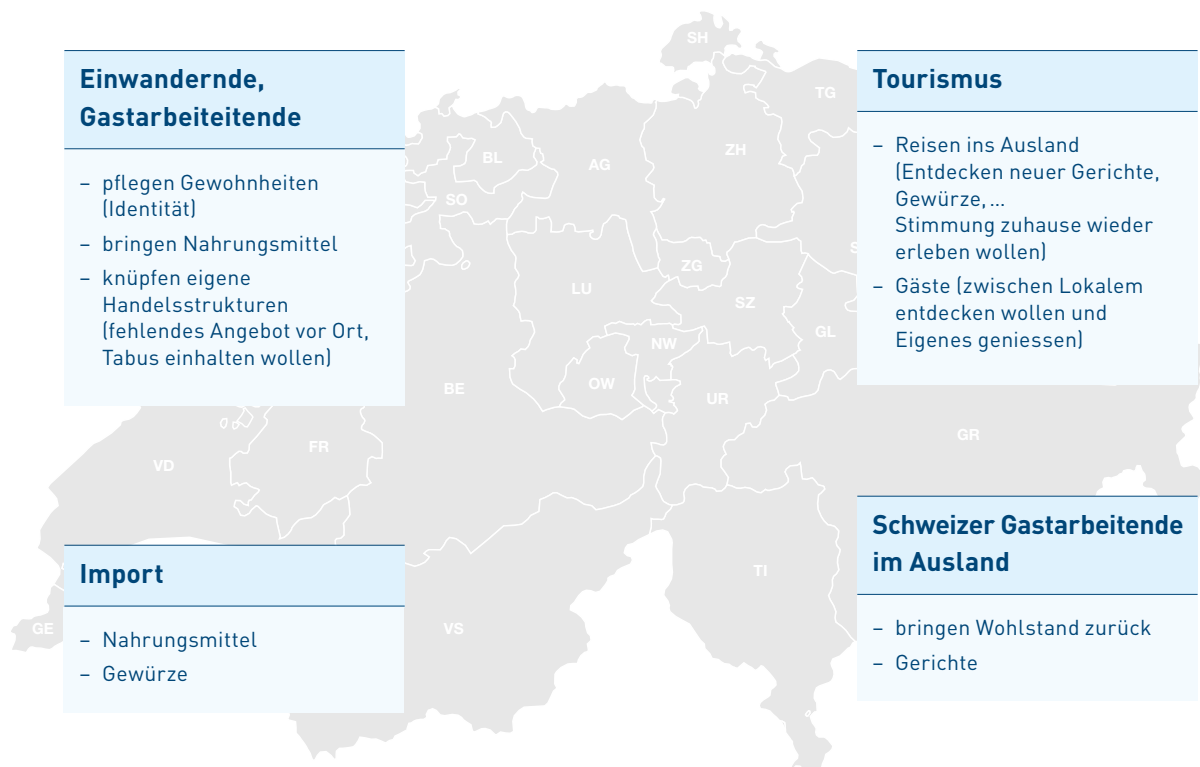 Einwandernde,
Gastarbeiteitende
– pflegen Gewohnheiten
(Identität)
– bringen Nahrungsmittel
– knüpfen eigene
Handelsstrukturen
(fehlendes Angebot vor Ort,
Tabus einhalten wollen)
Tourismus
– Reisen ins Ausland
(Entdecken neuer Gerichte,
Gewürze, ...
Stimmung zuhause wieder
erleben wollen)
– Gäste (zwischen Lokalem
entdecken wollen und
Eigenes geniessen)
Import
– Nahrungsmittel
– Gewürze
Schweizer Gastarbeitende
im Ausland
– bringen Wohlstand zurück
– Gerichte
SH
TG
ZH
BL
AG
SO
ZG
LU
SZ
GL
NW
OW
BE
UR
GR
FR
VD
TI
VS
GE